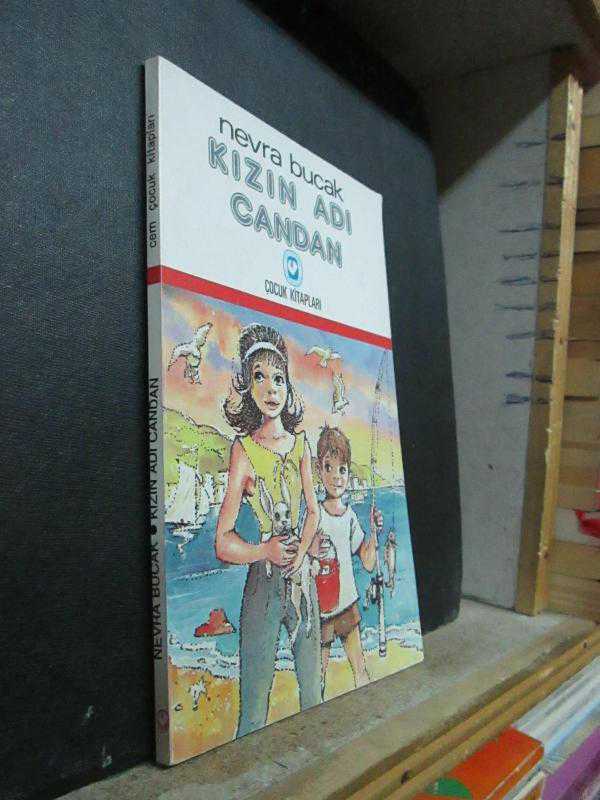 nevra bucak
KIZIN ADI
CANDAN
ÇOCUK KİTAPLARI
cem çocuk kitapları
NEVRA BUCAK ● KIZIN ADI CANDAN